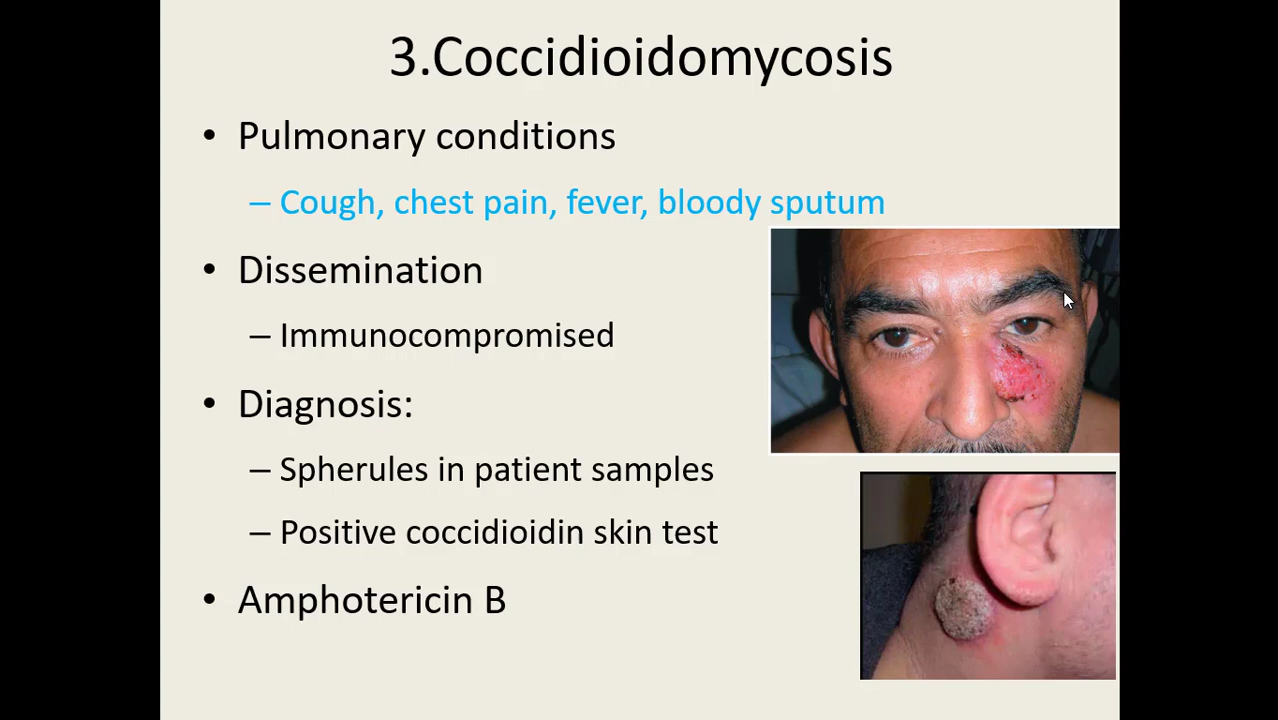 3.Coccidioidomycosis
• Pulmonary conditions
– Cough, chest pain, fever, bloody sputum
• Dissemination
– Immunocompromised
• Diagnosis:
– Spherules in patient samples
– Positive coccidioidin skin test
• Amphotericin B